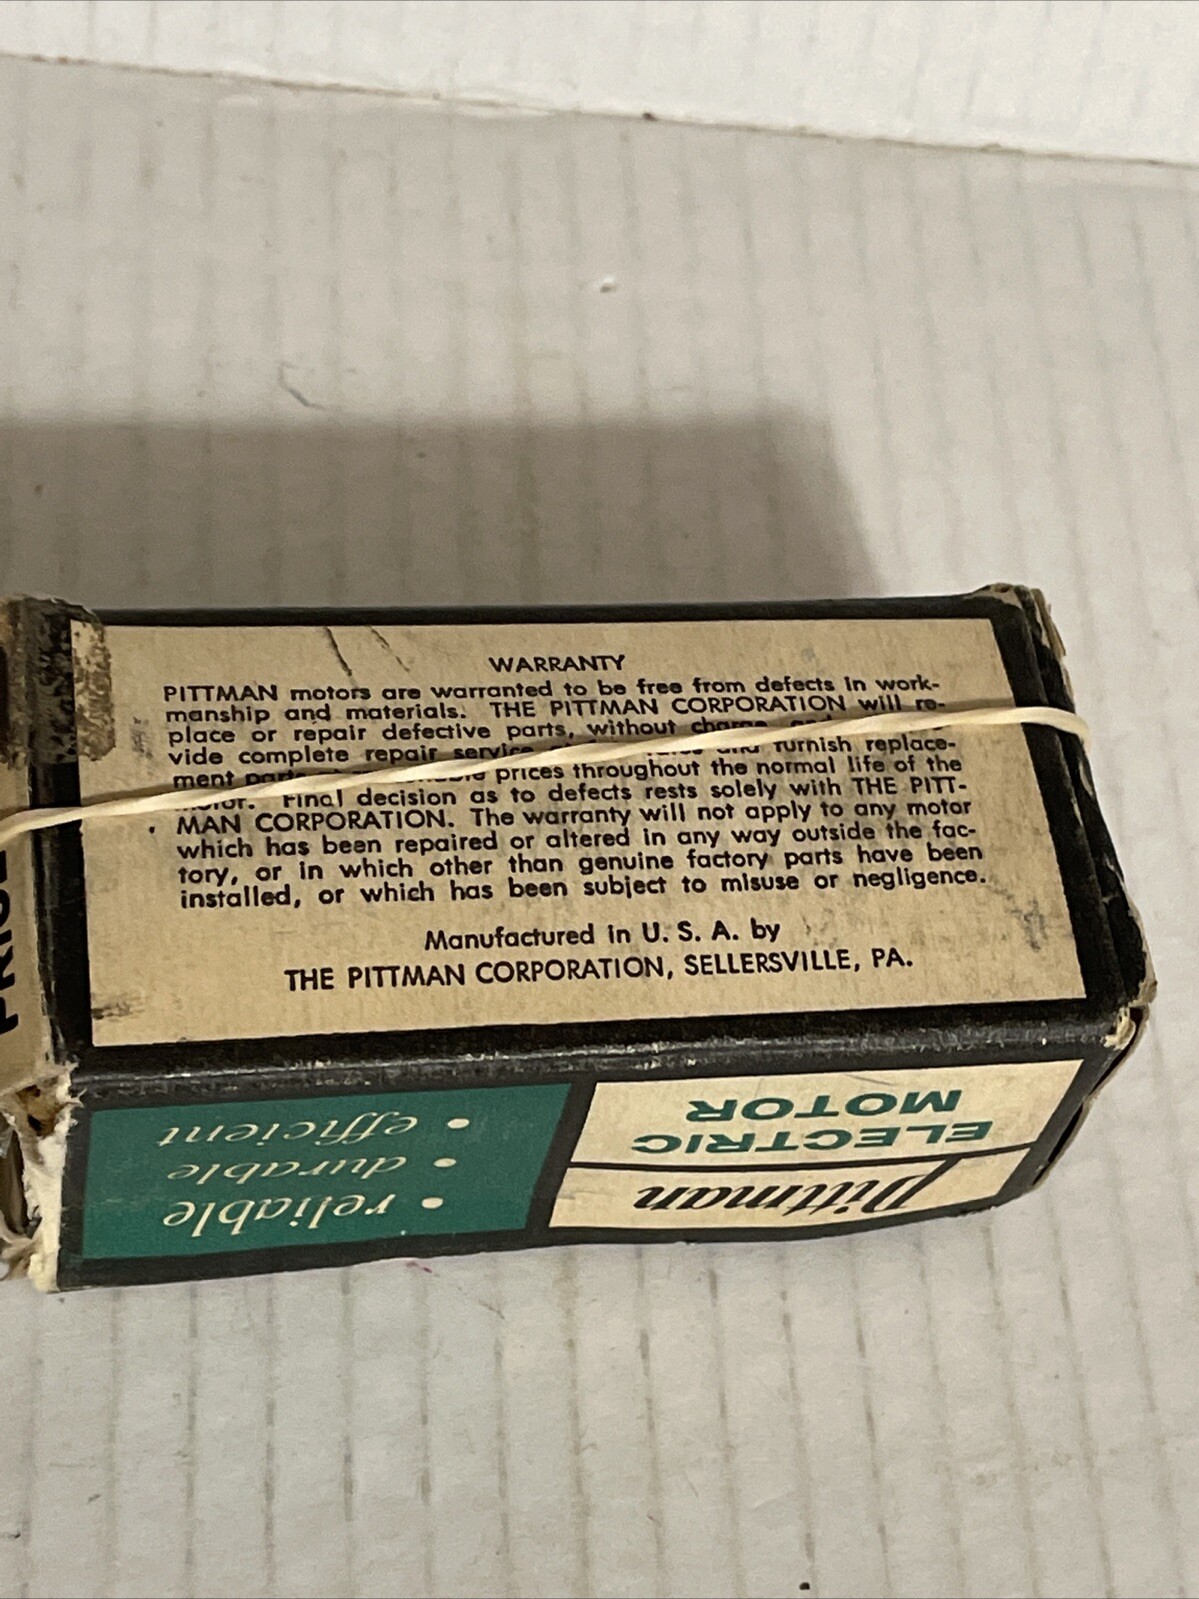 WARRANTY
PITTMAN motors are warranted to be free from defects in work-
manship and materials. THE PITTMAN CORPORATION will re-
place or repair defective parts, without charge, and
vide complete repair service and furnish replace-
ment parts prices throughout the normal life of the
motor. Final decision as to defects rests solely with THE PITT-
MAN CORPORATION. The warranty will not apply to any motor
which has been repaired or altered in any way outside the fac-
tory, or in which other than genuine factory parts have been
installed, or which has been subject to misuse or negligence.
Manufactured in U. S. A. by
THE PITTMAN CORPORATION, SELLERSVILLE, PA.
Pittman
ELECTRIC
MOTOR
• reliable
• durable
• efficient